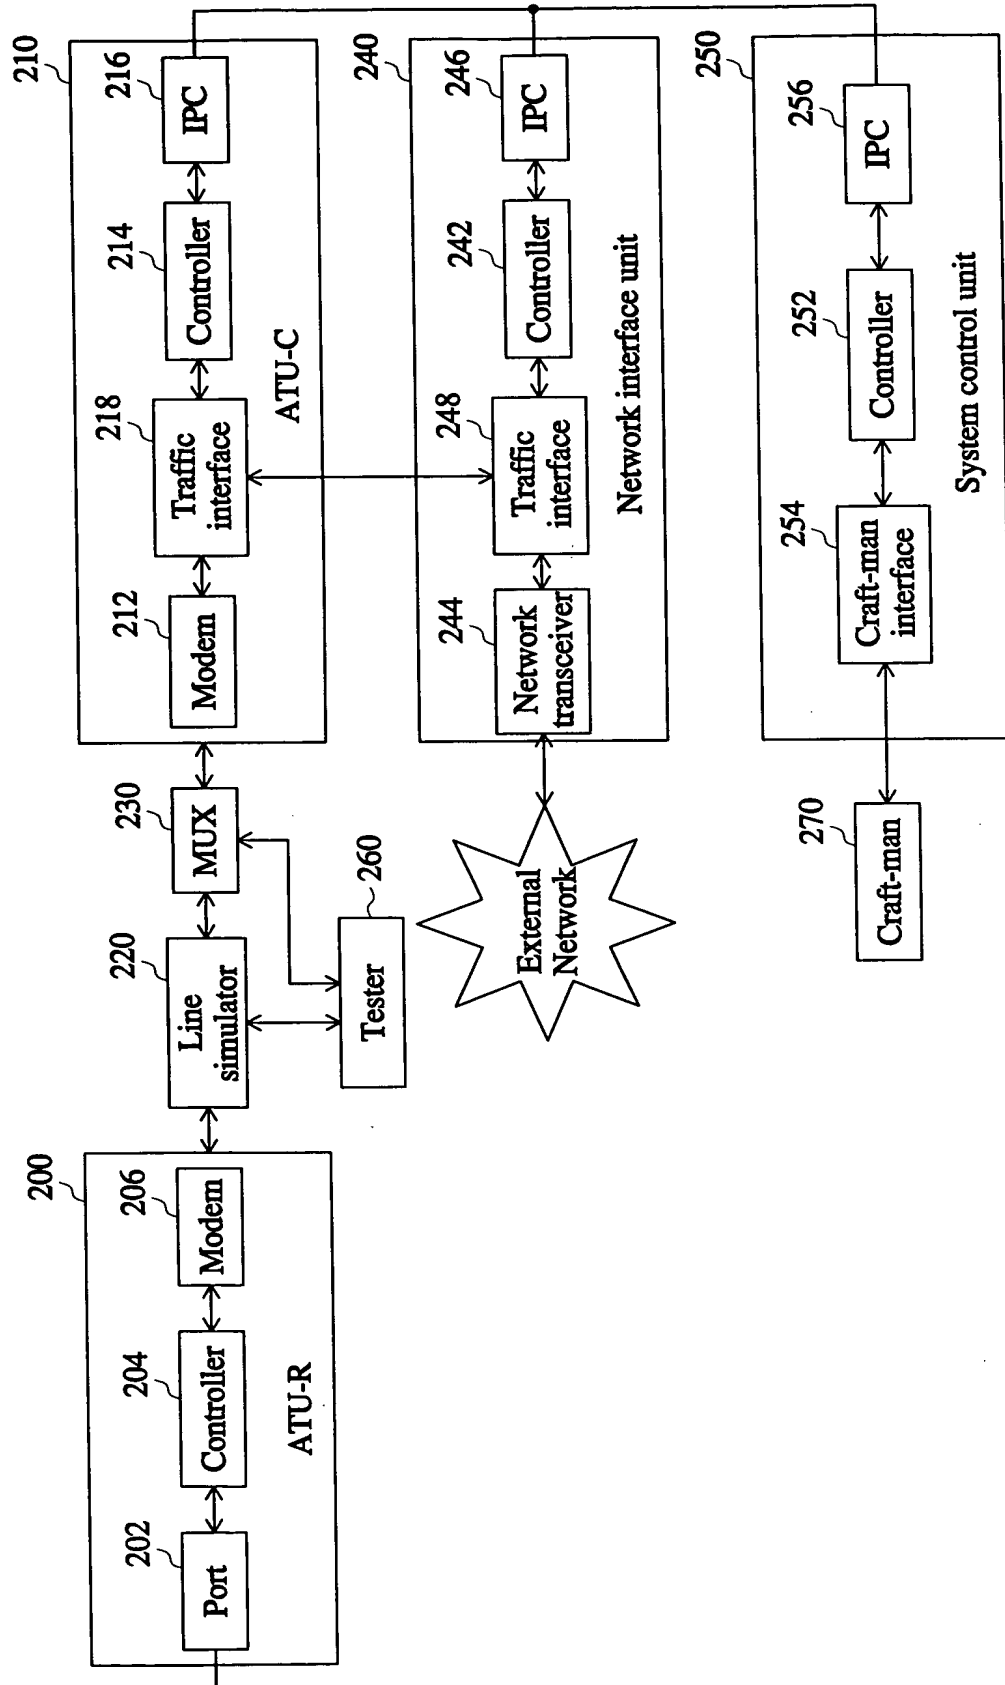 200
202
Port
204
Controller
206
Modem
ATU-R
220
Line
simulator
230
MUX
260
Tester
210
212
Modem
218
Traffic
interface
214
Controller
216
IPC
ATU-C
External
Network
240
244
Network
transceiver
248
Traffic
interface
242
Controller
246
IPC
Network interface unit
270
Craft-man
250
254
Craft-man
interface
252
Controller
256
IPC
System control unit